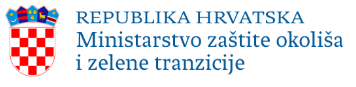 REPUBLIKA HRVATSKA
Ministarstvo zaštite okoliša
i zelene tranzicije